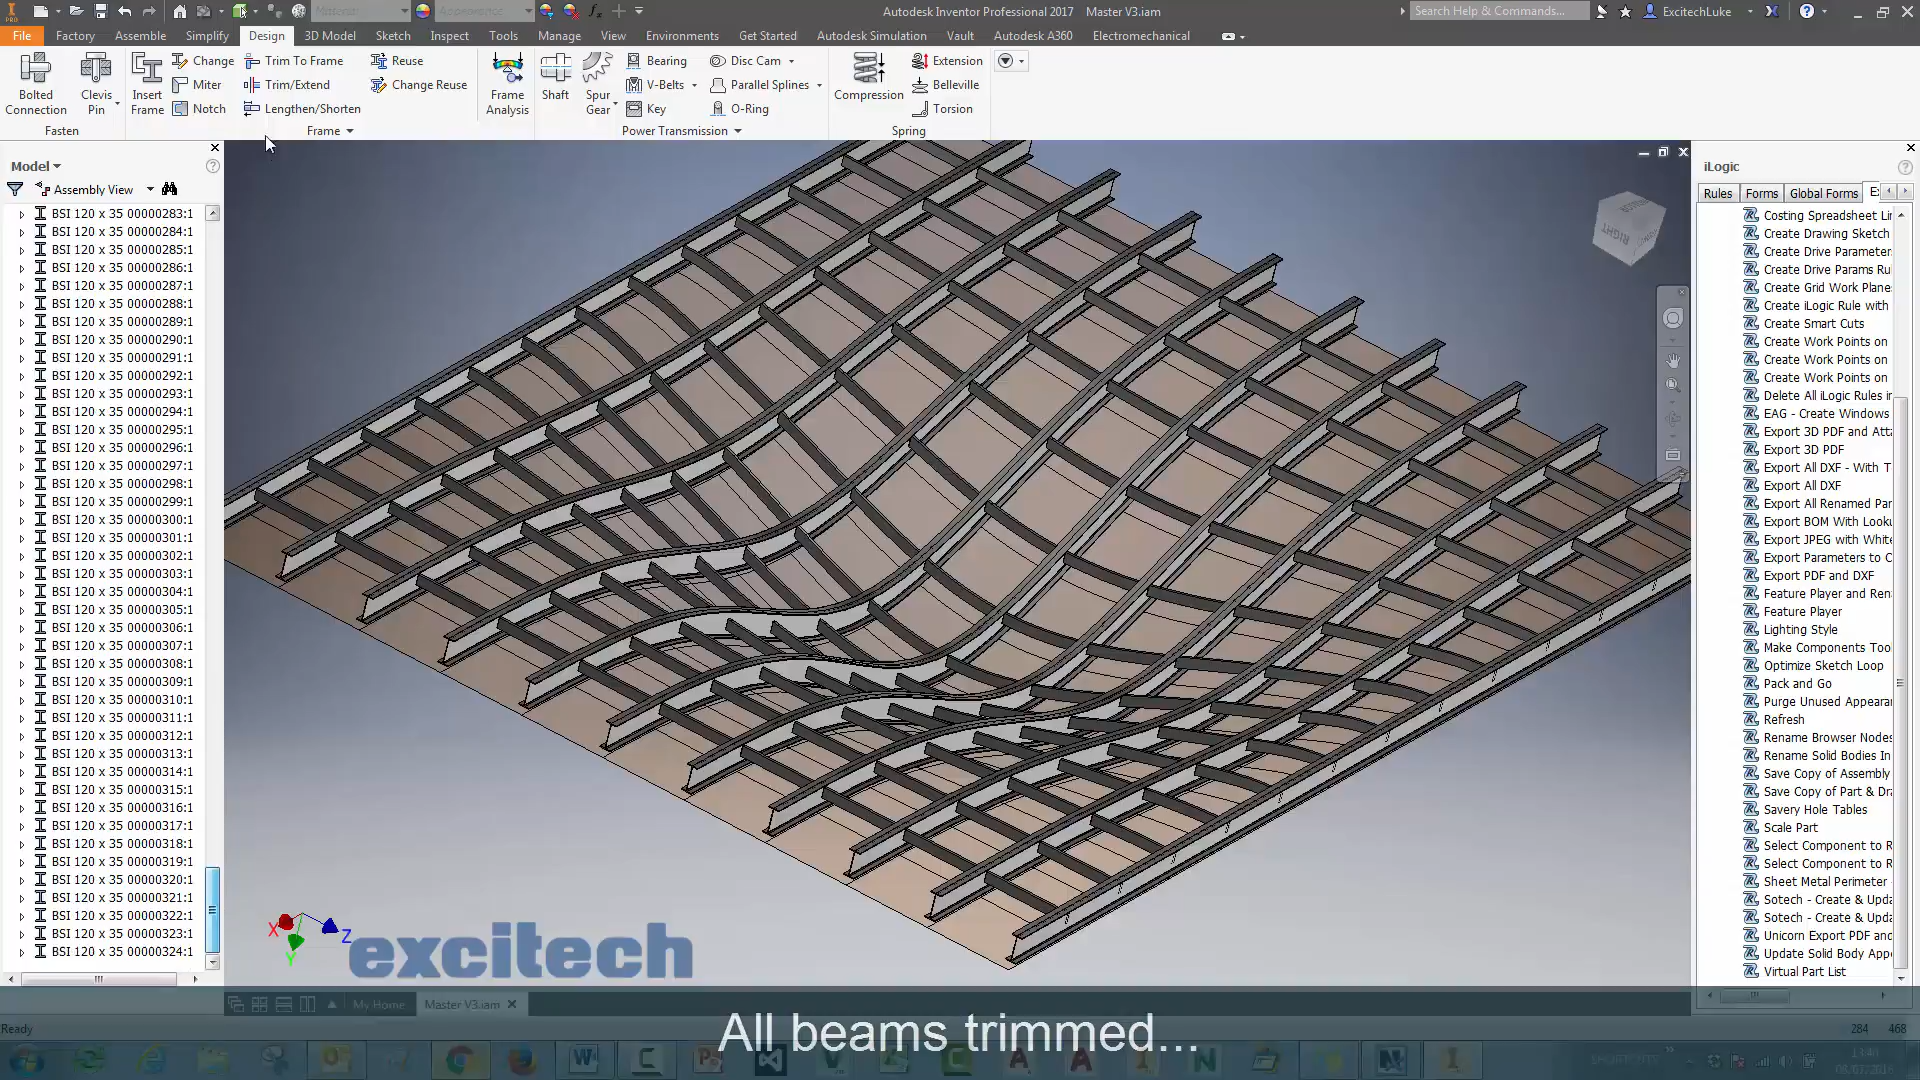 Autodesk Inventor Professional 2017 Master V3.iam
Search Help & Commands...
ExcitechLuke
File Factory Assembly Simplify Design 3D Model Sketch Inspect Tools Manage View Environments Get Started Autodesk Simulation Vault Autodesk A360 Electromechanical
Bolted Connection
Clevis Pin
Fasten
Insert Frame
Change
Miter
Notch
Trim To Frame
Trim/Extend
Lengthen/Shorten
Reuse
Change Reuse
Frame
Frame Analysis
Shaft
Spur Gear
Bearing
V-Belts
Key
Disc Cam
Parallel Splines
O-Ring
Power Transmission
Compression
Extension
Belleville
Torsion
Spring
Model
Assembly View
BSI 120 x 35 00000283:1
BSI 120 x 35 00000284:1
BSI 120 x 35 00000285:1
BSI 120 x 35 00000286:1
BSI 120 x 35 00000287:1
BSI 120 x 35 00000288:1
BSI 120 x 35 00000289:1
BSI 120 x 35 00000290:1
BSI 120 x 35 00000291:1
BSI 120 x 35 00000292:1
BSI 120 x 35 00000293:1
BSI 120 x 35 00000294:1
BSI 120 x 35 00000295:1
BSI 120 x 35 00000296:1
BSI 120 x 35 00000297:1
BSI 120 x 35 00000298:1
BSI 120 x 35 00000299:1
BSI 120 x 35 00000300:1
BSI 120 x 35 00000301:1
BSI 120 x 35 00000302:1
BSI 120 x 35 00000303:1
BSI 120 x 35 00000304:1
BSI 120 x 35 00000305:1
BSI 120 x 35 00000306:1
BSI 120 x 35 00000307:1
BSI 120 x 35 00000308:1
BSI 120 x 35 00000309:1
BSI 120 x 35 00000310:1
BSI 120 x 35 00000311:1
BSI 120 x 35 00000312:1
BSI 120 x 35 00000313:1
BSI 120 x 35 00000314:1
BSI 120 x 35 00000315:1
BSI 120 x 35 00000316:1
BSI 120 x 35 00000317:1
BSI 120 x 35 00000318:1
BSI 120 x 35 00000319:1
BSI 120 x 35 00000320:1
BSI 120 x 35 00000321:1
BSI 120 x 35 00000322:1
BSI 120 x 35 00000323:1
BSI 120 x 35 00000324:1
RIGHT
X Y Z
excitech
iLogic
Rules Forms Global Forms
Costing Spreadsheet Li
Create Drawing Sketch
Create Drive Parameter
Create Drive Params Ru
Create Grid Work Plane
Create iLogic Rule with
Create Smart Cuts
Create Work Points on
Create Work Points on
Create Work Points on
Delete All iLogic Rules i
EAG - Create Windows
Export 3D PDF and Att
Export 3D PDF
Export All DXF - With T
Export All DXF
Export All Renamed Par
Export BOM With Look
Export JPEG with White
Export Parameters to
Export PDF and DXF
Feature Player and Ren
Feature Player
Lighting Style
Make Components Tool
Optimize Sketch Loop
Pack and Go
Purge Unused Appeara
Refresh
Rename Browser Nodes
Rename Solid Bodies In
Save Copy of Assembly
Save Copy of Part & Dr
Savery Hole Tables
Scale Part
Select Component to R
Select Component to R
Sheet Metal Perimeter
Sotech - Create & Upda
Sotech - Create & Upda
Unicorn Export PDF and
Update Solid Body App
Virtual Part List
My Home Master V3.iam
All beams trimmed...
Ready
284 468